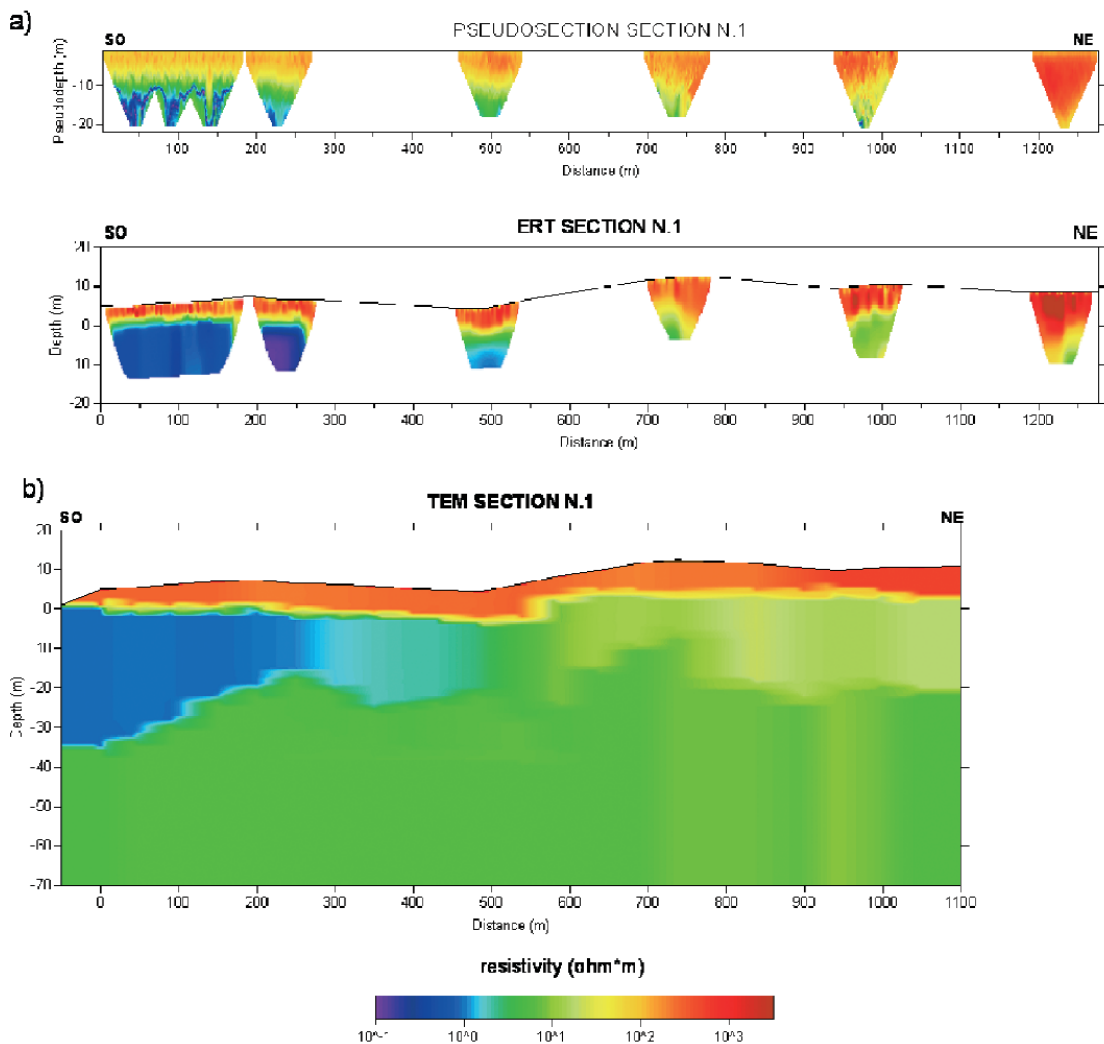 a)
PSEUDOSECTION SECTION N.1
SO
NE
Pseudodepth (m)
-10
-20
100 200 300 400 500 600 700 800 900 1000 1100 1200
Distance (m)
ERT SECTION N.1
SO
NE
Depth (m)
20
10
0
10
-20
0 100 200 300 400 500 600 700 800 900 1000 1100 1200
Distance (m)
b)
TEM SECTION N.1
SO
NE
Depth (m)
20
10
0
-10
-20
-30
-40
-50
-60
-70
0 100 200 300 400 500 600 700 800 900 1000 1100
Distance (m)
resistivity (ohm*m)
10^-1 10^0 10^1 10^2 10^3